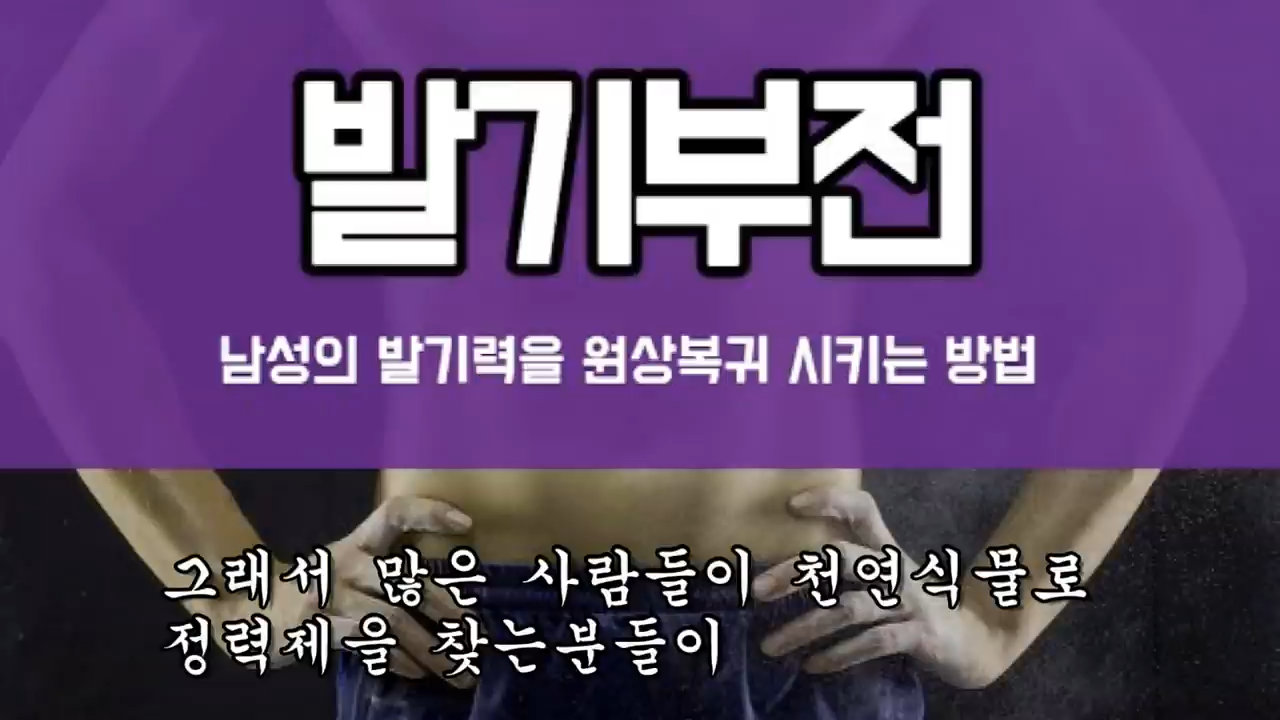 발기부전
남성의 발기력을 원상복귀 시키는 방법
그래서 많은 사람들이 천연식물로
정력제을 찾는분들이